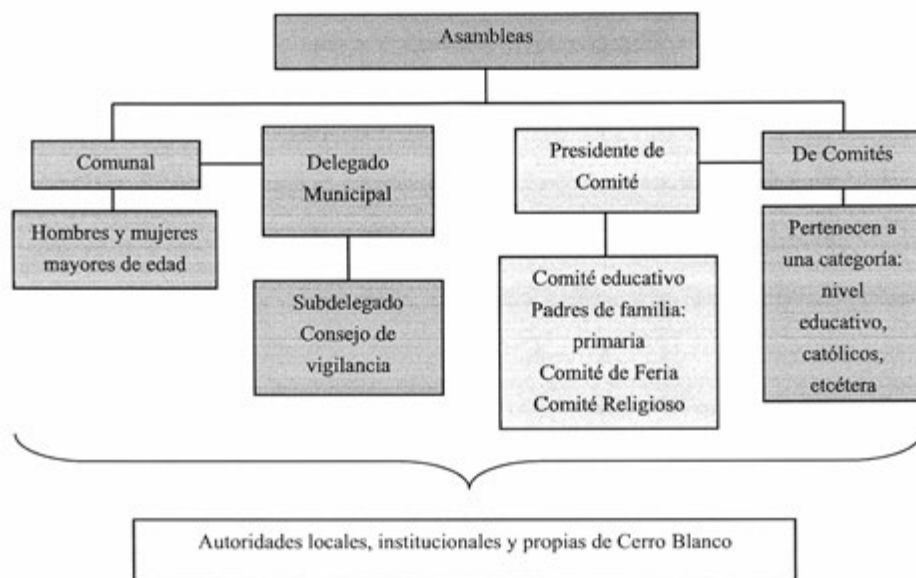 Asambleas
Comunal
Delegado
Municipal
Presidente de
Comité
De Comités
Hombres y mujeres
mayores de edad
Subdelegado
Consejo de
vigilancia
Comité educativo
Padres de familia:
primaria
Comité de Feria
Comité Religioso
Pertenecen a
una categoría:
nivel
educativo,
católicos,
etcétera
Autoridades locales, institucionales y propias de Cerro Blanco